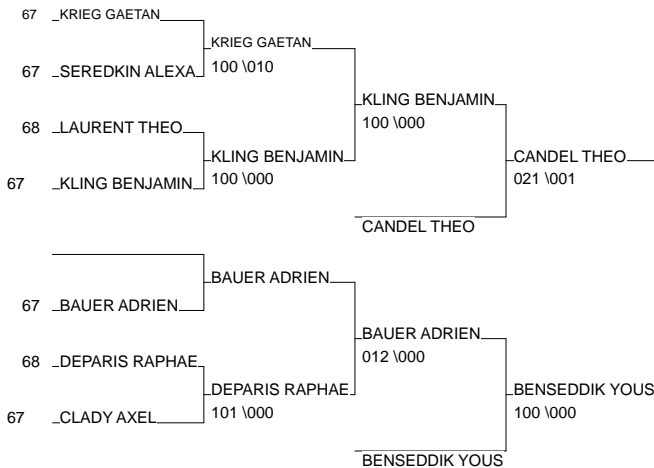 67 KRIEG GAETAN
KRIEG GAETAN
67 SEREDKIN ALEXA
100 \010
KLING BENJAMIN
100 \000
68 LAURENT THEO
KLING BENJAMIN
100 \000
CANDEL THEO
021 \001
67 KLING BENJAMIN
CANDEL THEO
BAUER ADRIEN
67 BAUER ADRIEN
BAUER ADRIEN
012 \000
68 DEPARIS RAPHAE
DEPARIS RAPHAE
101 \000
BENSEDDIK YOUS
100 \000
67 CLADY AXEL
BENSEDDIK YOUS